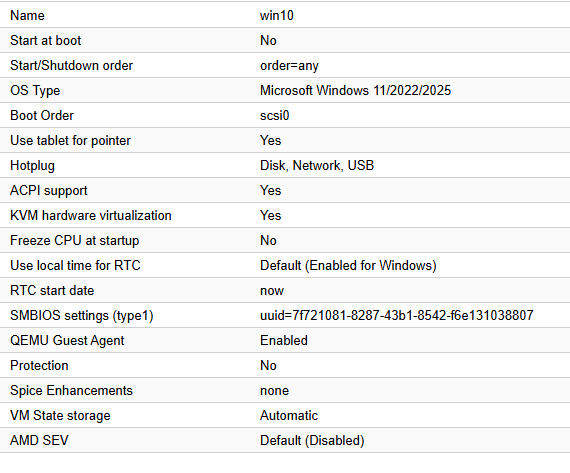 Name win10
Start at boot No
Start/Shutdown order order=any
OS Type Microsoft Windows 11/2022/2025
Boot Order scsi0
Use tablet for pointer Yes
Hotplug Disk, Network, USB
ACPI support Yes
KVM hardware virtualization Yes
Freeze CPU at startup No
Use local time for RTC Default (Enabled for Windows)
RTC start date now
SMBIOS settings (type1) uuid=7f721081-8287-43b1-8542-f6e131038807
QEMU Guest Agent Enabled
Protection No
Spice Enhancements none
VM State storage Automatic
AMD SEV Default (Disabled)